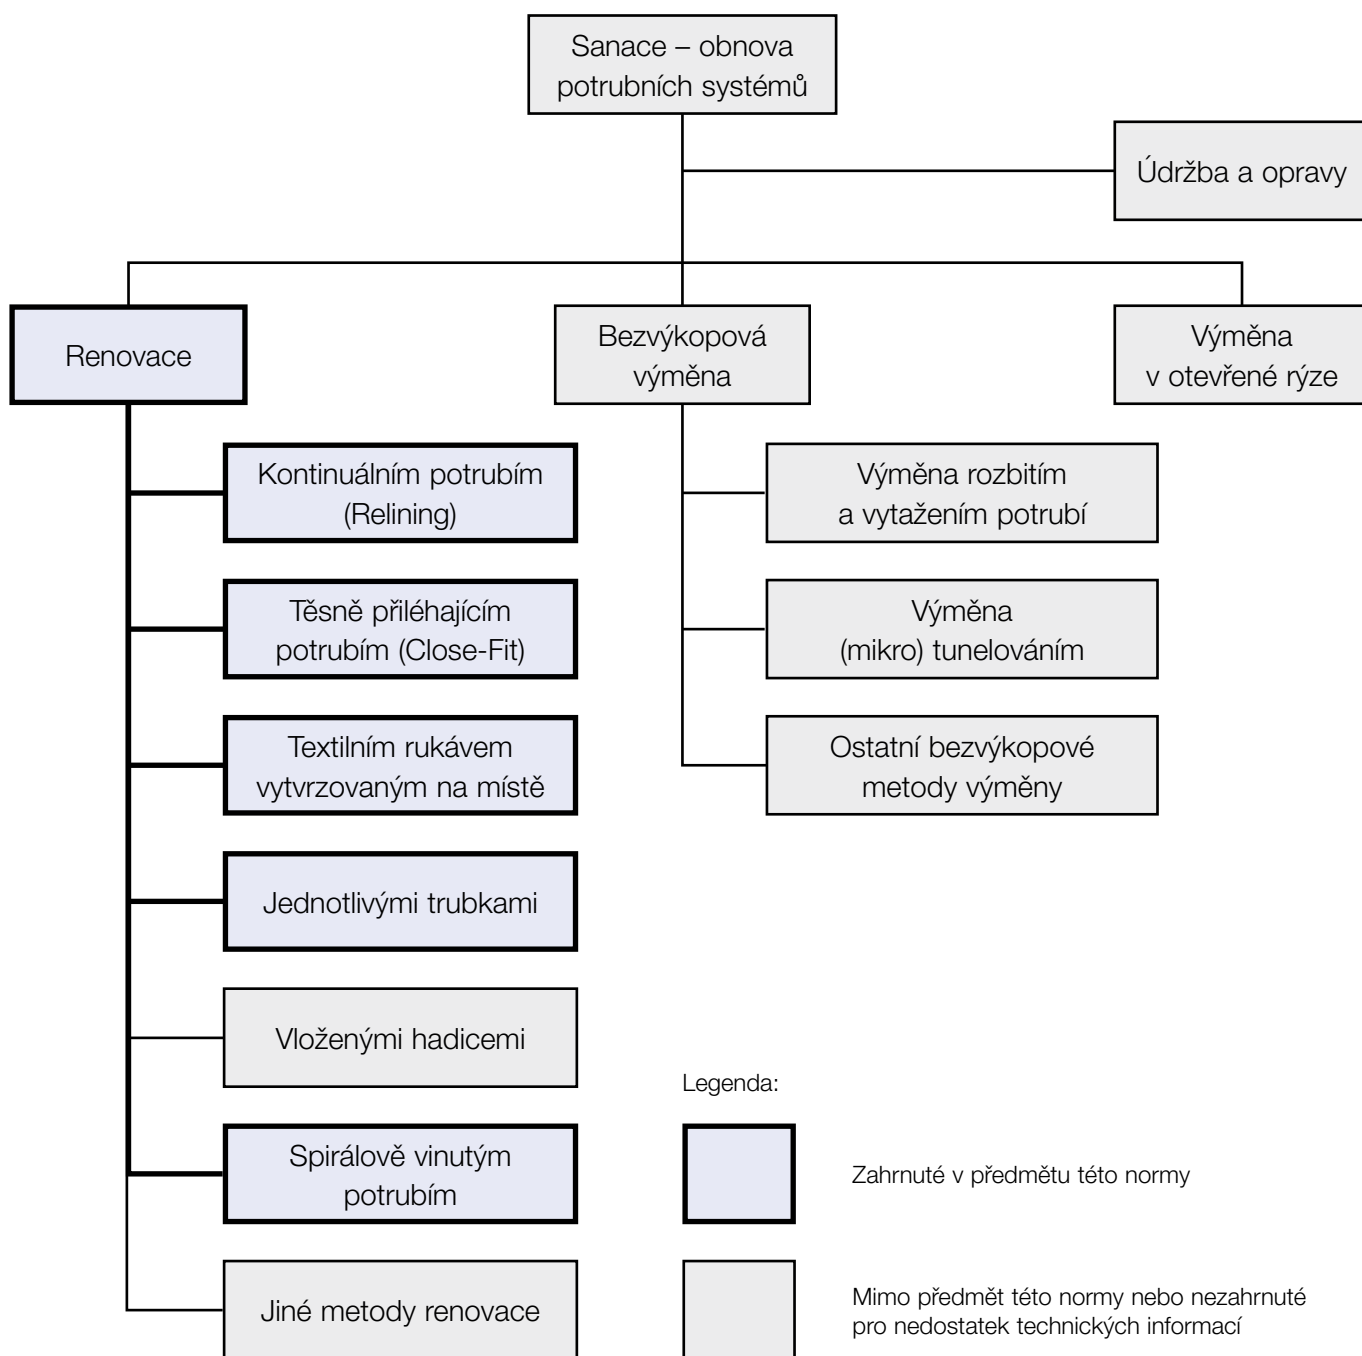 Sanace – obnova
potrubních systémů
Údržba a opravy
Renovace
Bezvýkopová
výměna
Výměna
v otevřené rýze
Kontinuálním potrubím
(Relining)
Těsně přiléhajícím
potrubím (Close-Fit)
Textilním rukávem
vytvrzovaným na místě
Jednotlivými trubkami
Vloženými hadicemi
Spirálově vinutým
potrubím
Jiné metody renovace
Výměna rozbitím
a vytažením potrubí
Výměna
(mikro) tunelováním
Ostatní bezvýkopové
metody výměny
Legenda:
Zahrnuté v předmětu této normy
Mimo předmět této normy nebo nezahrnuté
pro nedostatek technických informací